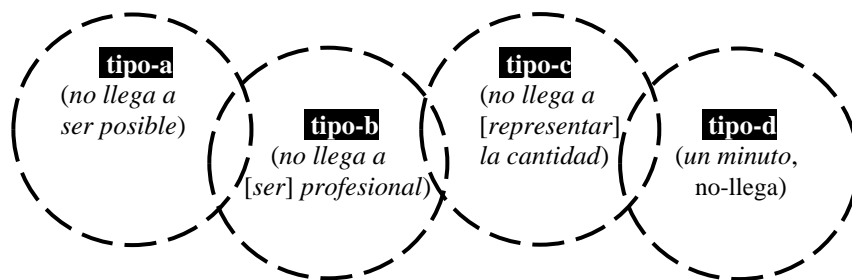 tipo-a
(no llega a
ser posible)
tipo-b
(no llega a
[ser] profesional)
tipo-c
(no llega a
[representar]
la cantidad)
tipo-d
(un minuto,
no-llega)